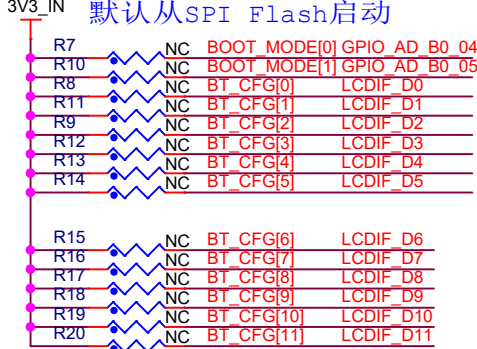 3V3_IN 默认从SPI Flash启动
R7 NC BOOT_MODE[0] GPIO_AD_B0_04
R10 NC BOOT_MODE[1] GPIO_AD_B0_05
R8 NC BT_CFG[0] LCDIF_D0
R11 NC BT_CFG[1] LCDIF_D1
R9 NC BT_CFG[2] LCDIF_D2
R12 NC BT_CFG[3] LCDIF_D3
R13 NC BT_CFG[4] LCDIF_D4
R14 NC BT_CFG[5] LCDIF_D5
R15 NC BT_CFG[6] LCDIF_D6
R16 NC BT_CFG[7] LCDIF_D7
R17 NC BT_CFG[8] LCDIF_D8
R18 NC BT_CFG[9] LCDIF_D9
R19 NC BT_CFG[10] LCDIF_D10
R20 NC BT_CFG[11] LCDIF_D11